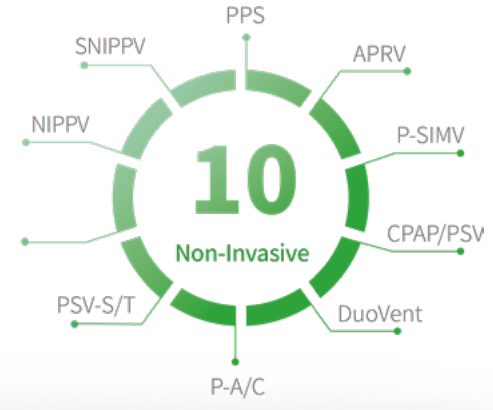 PPS
SNIPPV
APRV
NIPPV
P-SIMV
10
Non-Invasive
CPAP/PSV
PSV-S/T
DuoVent
P-A/C